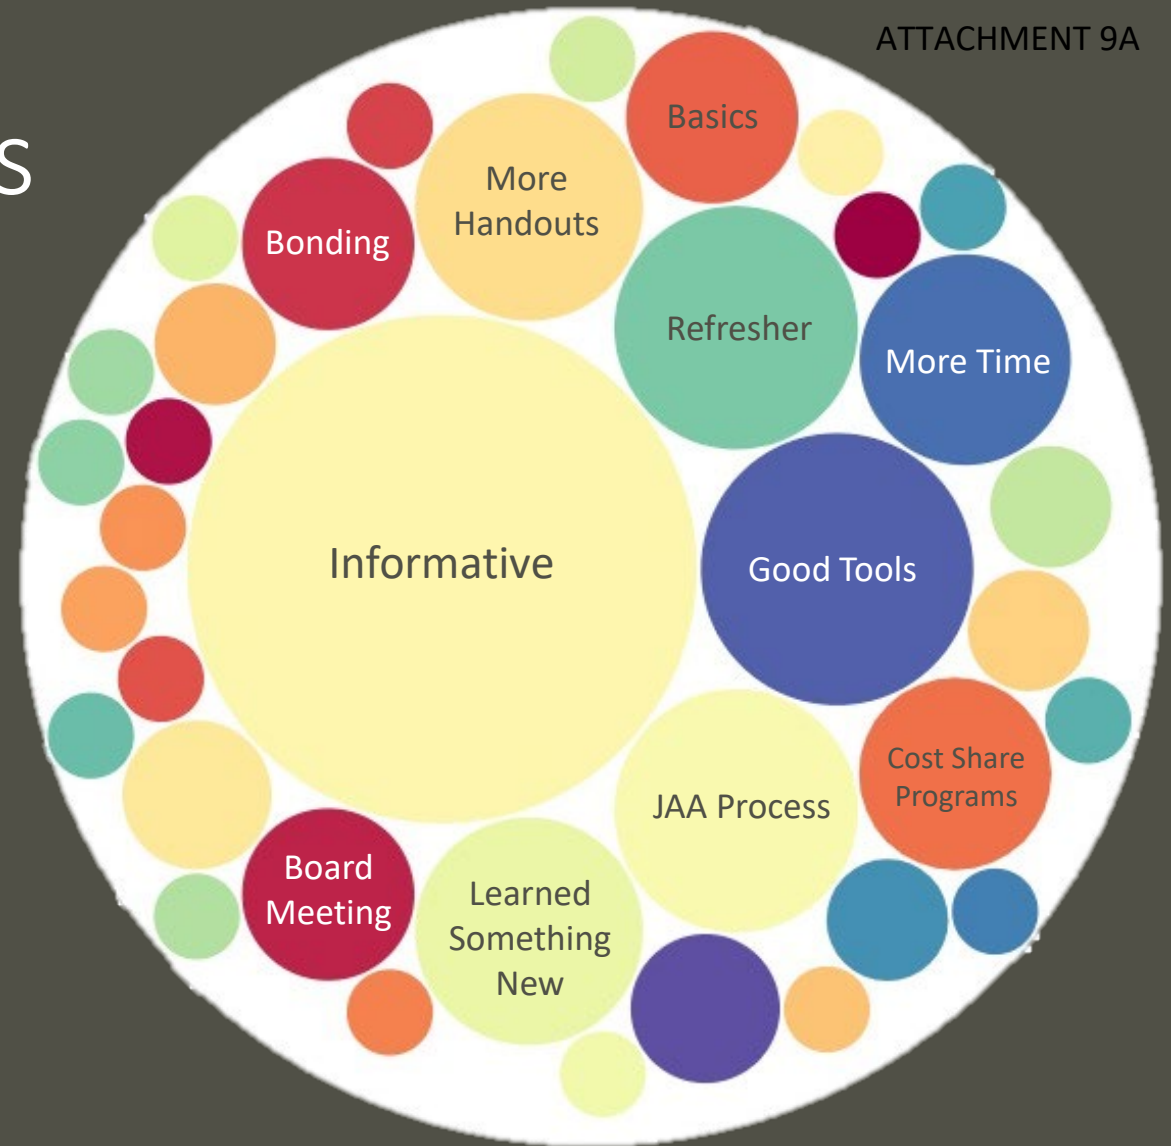 ATTACHMENT 9A
S
Basics
More
Handouts
Bonding
Refresher
More Time
Informative
Good Tools
Cost Share
Programs
JAA Process
Board
Meeting
Learned
Something
New